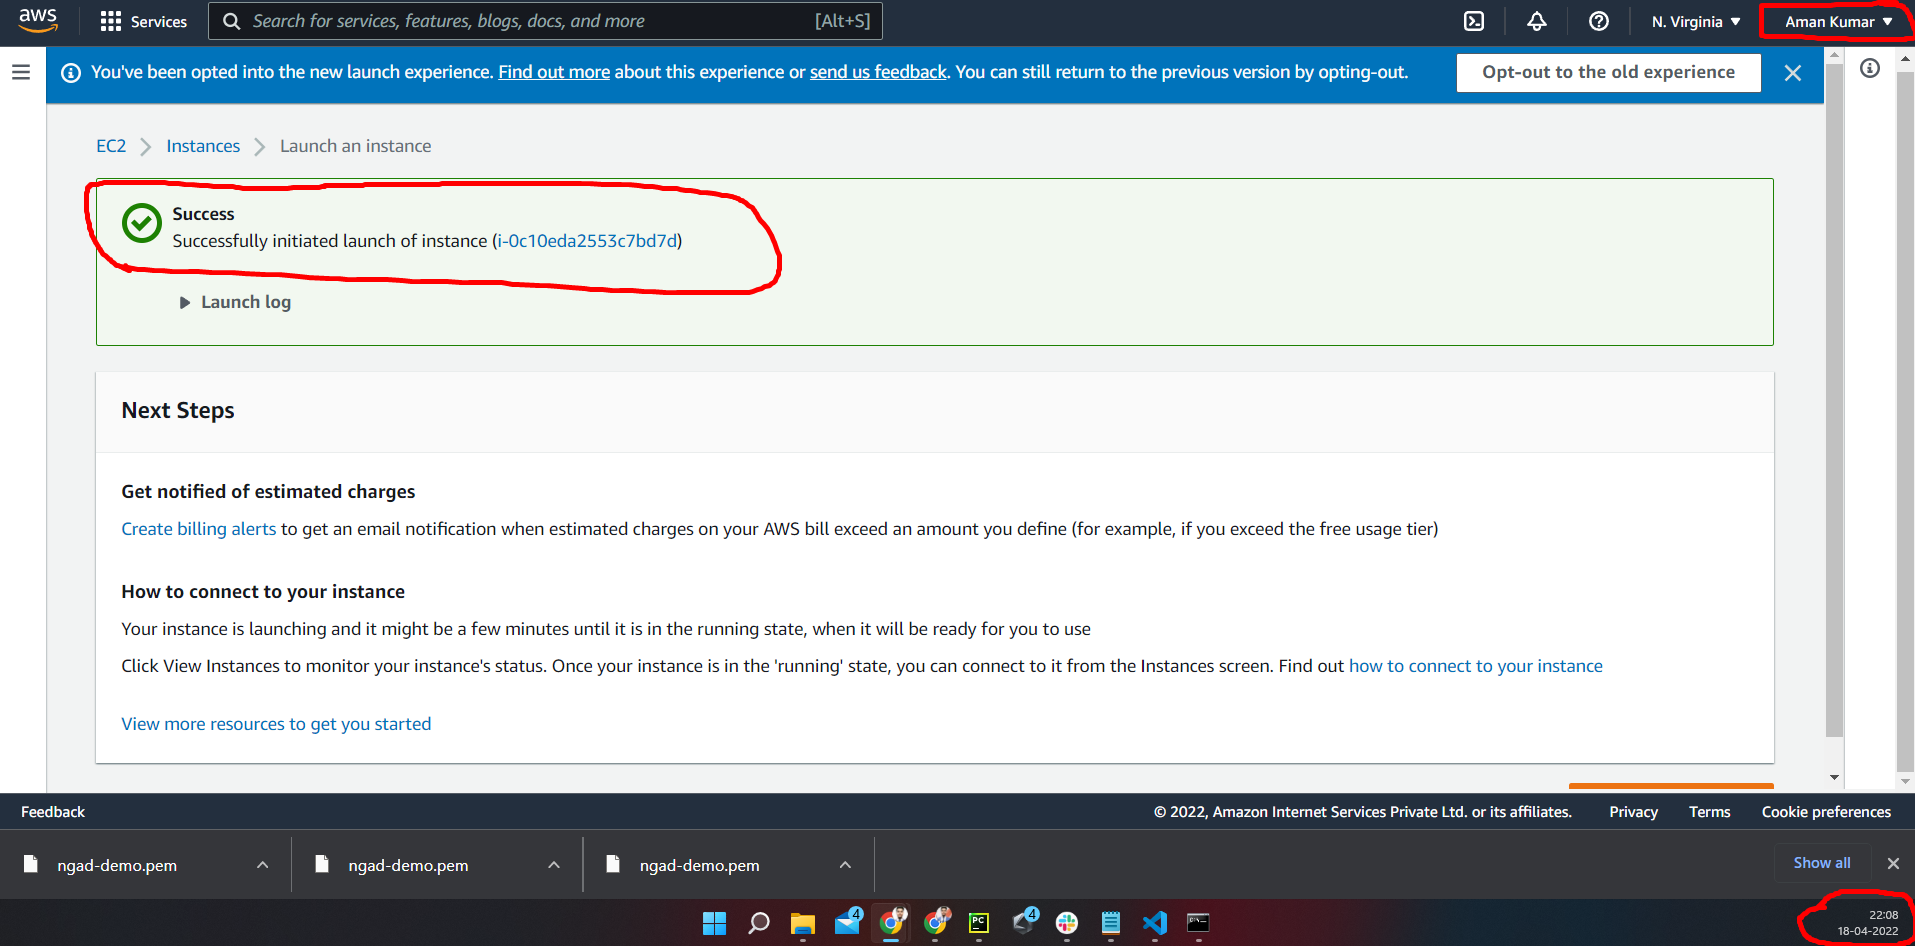 aws
Services
Search for services, features, blogs, docs, and more
[Alt+S]
N. Virginia
Aman Kumar
You've been opted into the new launch experience. Find out more about this experience or send us feedback. You can still return to the previous version by opting-out.
Opt-out to the old experience
EC2
Instances
Launch an instance
Success
Successfully initiated launch of instance (i-0c10eda2553c7bd7d)
Launch log
Next Steps
Get notified of estimated charges
Create billing alerts to get an email notification when estimated charges on your AWS bill exceed an amount you define (for example, if you exceed the free usage tier)
How to connect to your instance
Your instance is launching and it might be a few minutes until it is in the running state, when it will be ready for you to use
Click View Instances to monitor your instance's status. Once your instance is in the 'running' state, you can connect to it from the Instances screen. Find out how to connect to your instance
View more resources to get you started
Feedback
© 2022, Amazon Internet Services Private Ltd. or its affiliates.
Privacy
Terms
Cookie preferences
ngad-demo.pem
ngad-demo.pem
ngad-demo.pem
Show all
4
PC
4
22:08
18-04-2022